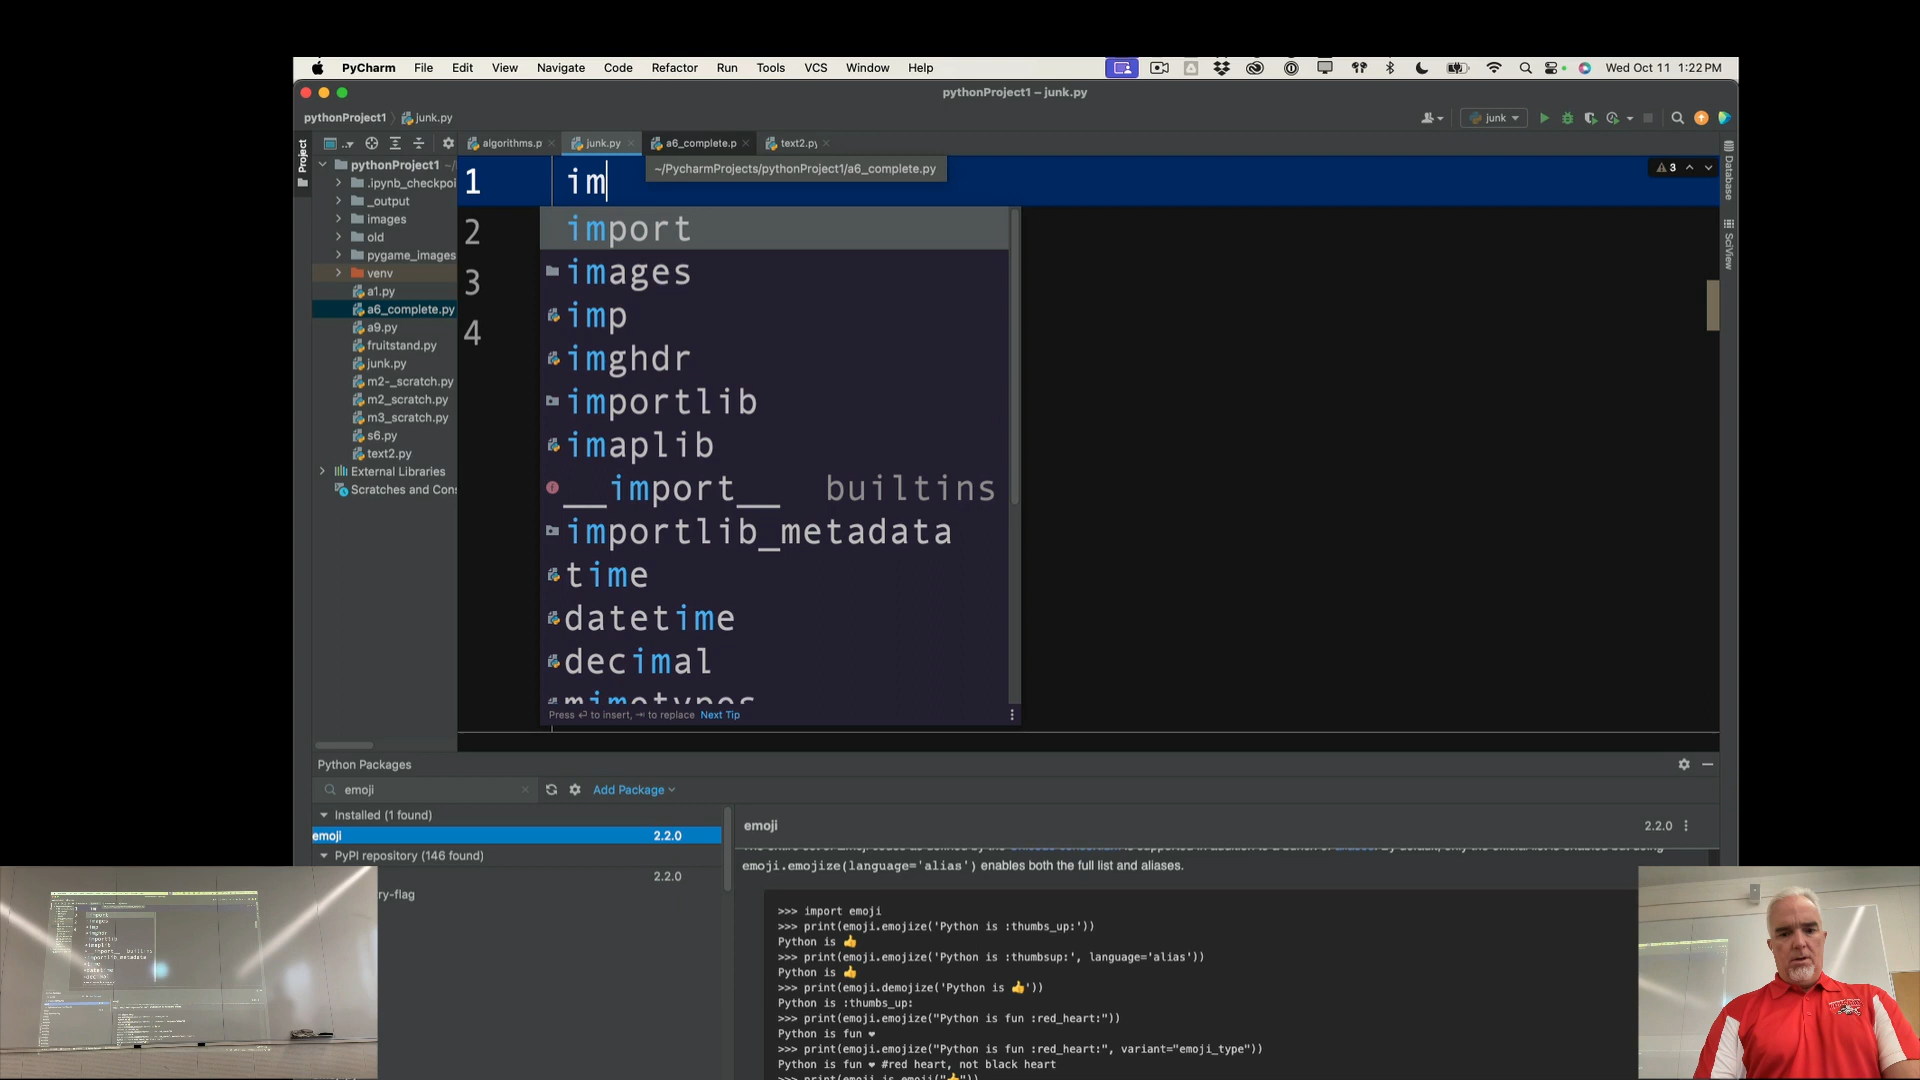 PyCharm File Edit View Navigate Code Refactor Run Tools VCS Window Help
Wed Oct 11 1:22 PM
pythonProject1 – junk.py
pythonProject1 junk.py
junk
Project
algorithms.p junk.py a6_complete.p text2.py
~/PycharmProjects/pythonProject1/a6_complete.py
pythonProject1
.ipynb_checkpoi
_output
images
old
pygame_images
venv
a1.py
a6_complete.py
a9.py
fruitstand.py
junk.py
m2-_scratch.py
m2_scratch.py
m3_scratch.py
s6.py
text2.py
External Libraries
Scratches and Con
1 im
2
3
4
3
import
images
imp
imghdr
importlib
imaplib
__import__ builtins
importlib_metadata
time
datetime
decimal
mimetypes
Press ↵ to insert, ⇥ to replace Next Tip
Database
SciView
Python Packages
emoji
Add Package
Installed (1 found)
emoji 2.2.0
PyPI repository (146 found)
2.2.0
ry-flag
emoji 2.2.0
emoji.emojize(language='alias') enables both the full list and aliases.
>>> import emoji
>>> print(emoji.emojize('Python is :thumbs_up:'))
Python is 👍
>>> print(emoji.emojize('Python is :thumbsup:', language='alias'))
Python is 👍
>>> print(emoji.demojize('Python is 👍'))
Python is :thumbs_up:
>>> print(emoji.emojize("Python is fun :red_heart:"))
Python is fun ❤
>>> print(emoji.emojize("Python is fun :red_heart:", variant="emoji_type"))
Python is fun ❤ #red heart, not black heart
>>> print(emoji.is_emoji("👍"))